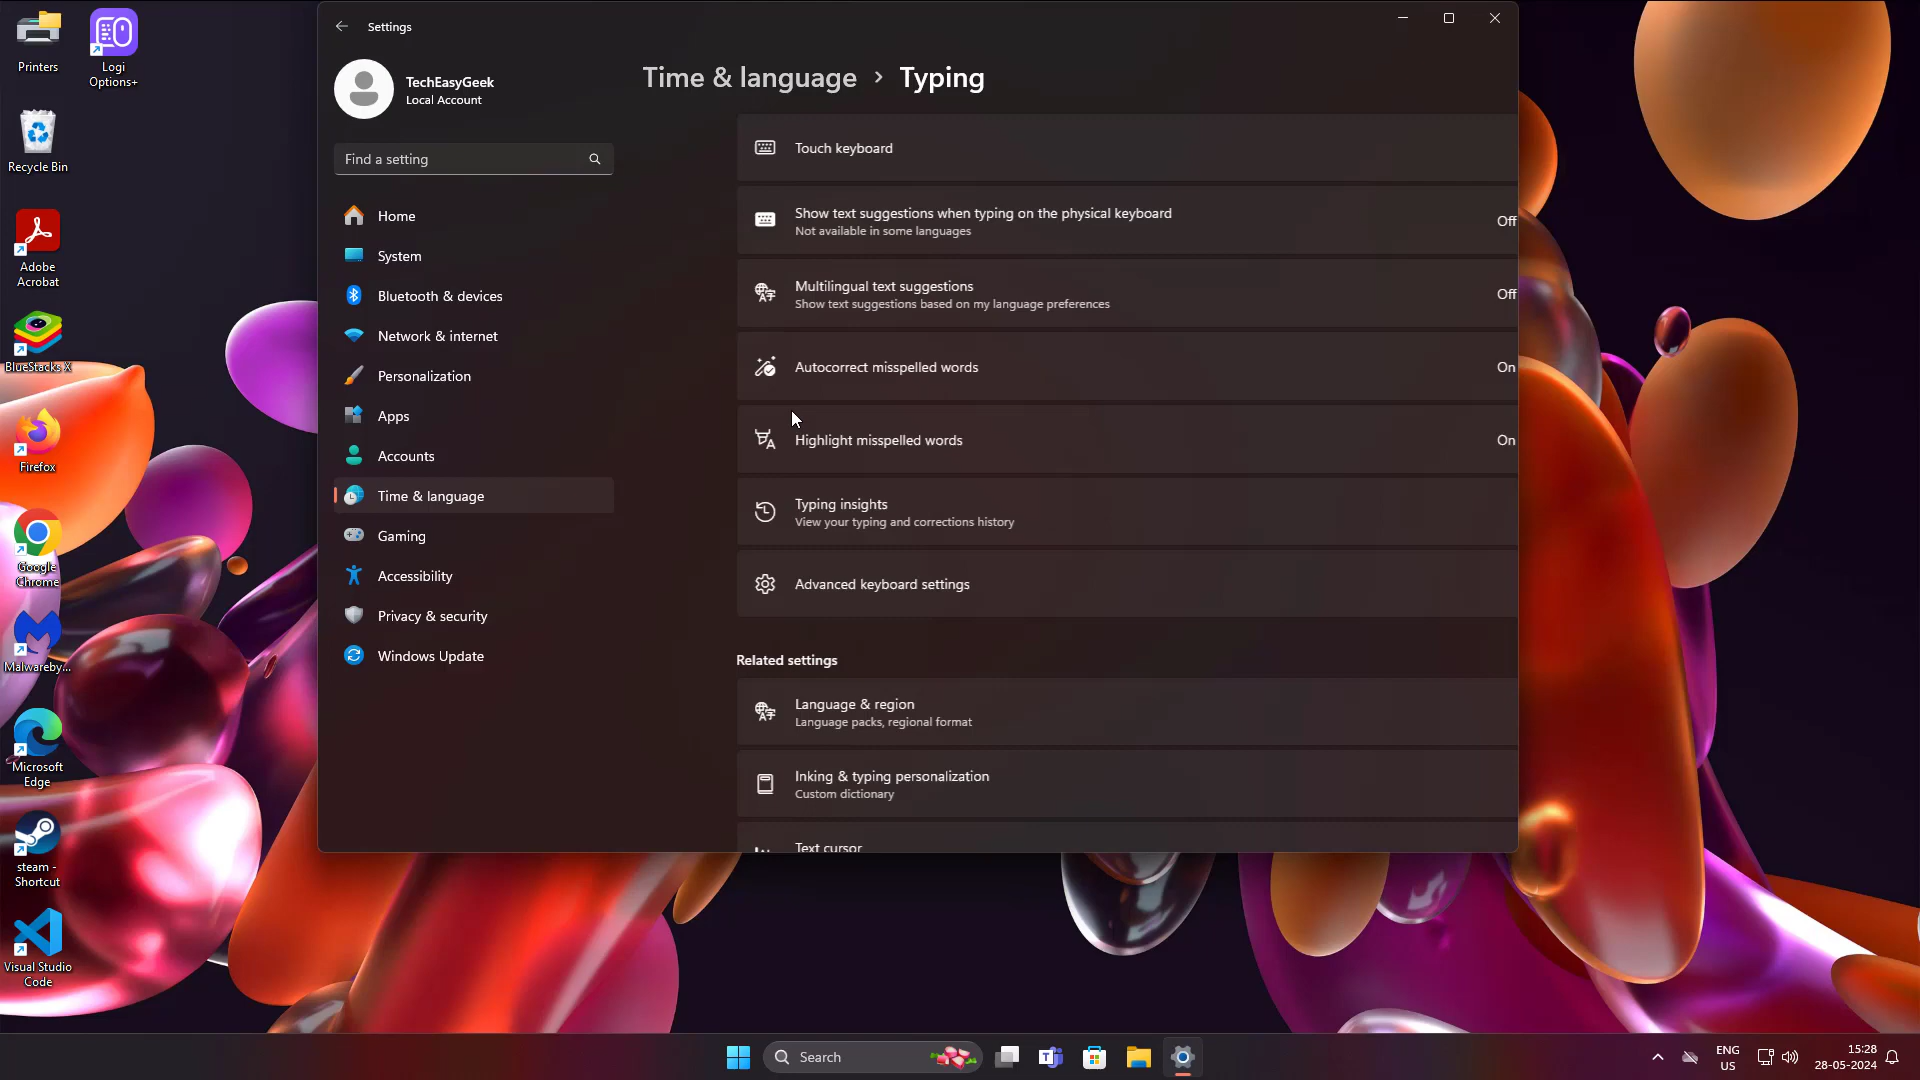 Printers
Logi
Options+
Recycle Bin
Adobe
Acrobat
BlueStacks X
Firefox
Google
Chrome
Malwareby...
Microsoft
Edge
steam -
Shortcut
Visual Studio
Code
Settings
TechEasyGeek
Local Account
Find a setting
Home
System
Bluetooth & devices
Network & internet
Personalization
Apps
Accounts
Time & language
Gaming
Accessibility
Privacy & security
Windows Update
Time & language > Typing
Touch keyboard
Show text suggestions when typing on the physical keyboard
Not available in some languages
Off
Multilingual text suggestions
Show text suggestions based on my language preferences
Off
Autocorrect misspelled words
On
Highlight misspelled words
On
Typing insights
View your typing and corrections history
Advanced keyboard settings
Related settings
Language & region
Language packs, regional format
Inking & typing personalization
Custom dictionary
Text cursor
Search
ENG
US
15:28
28-05-2024